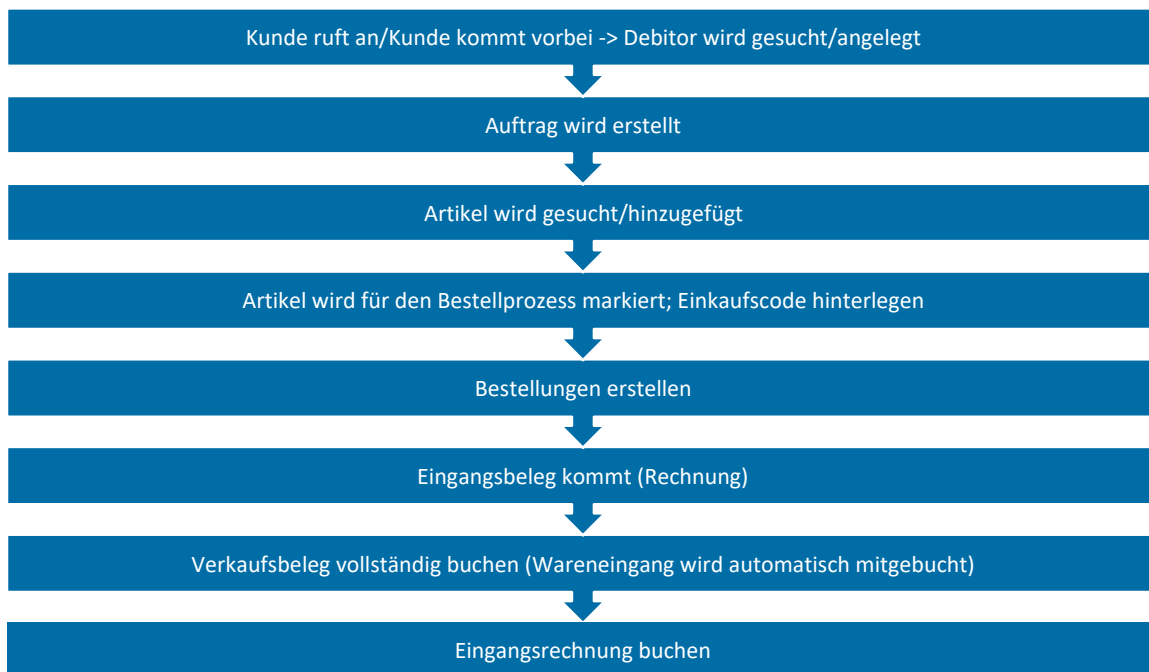 Kunde ruft an/Kunde kommt vorbei -> Debitor wird gesucht/angelegt
Auftrag wird erstellt
Artikel wird gesucht/hinzugefügt
Artikel wird für den Bestellprozess markiert; Einkaufscode hinterlegen
Bestellungen erstellen
Eingangsbeleg kommt (Rechnung)
Verkaufsbeleg vollständig buchen (Wareneingang wird automatisch mitgebucht)
Eingangsrechnung buchen